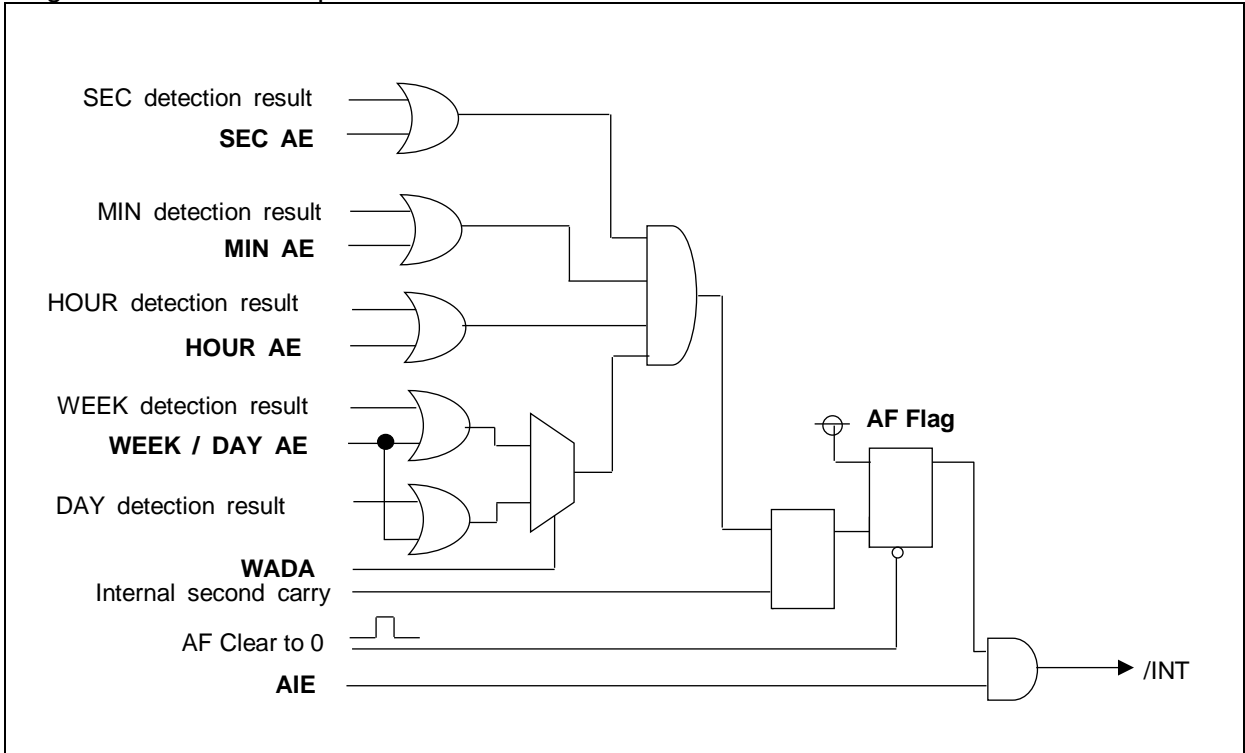 SEC detection result
SEC AE
MIN detection result
MIN AE
HOUR detection result
HOUR AE
WEEK detection result
WEEK / DAY AE
AF Flag
DAY detection result
WADA
Internal second carry
AF Clear to 0
AIE
/INT